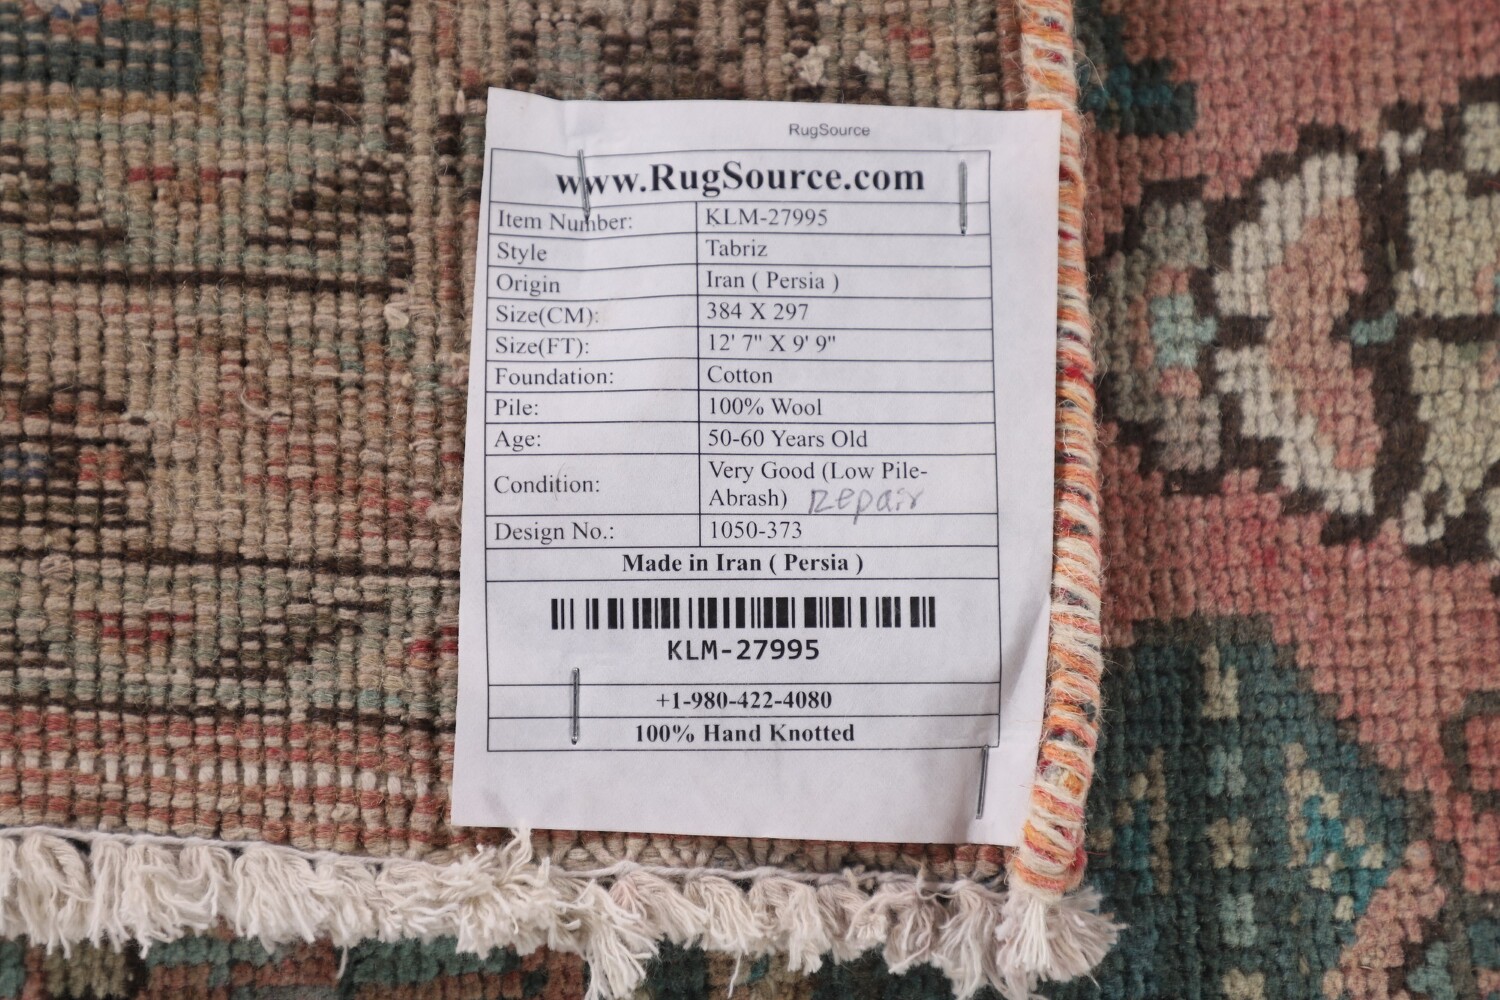 RugSource
www.RugSource.com
Item Number: KLM-27995
Style Tabriz
Origin Iran ( Persia )
Size(CM): 384 X 297
Size(FT): 12' 7" X 9' 9"
Foundation: Cotton
Pile: 100% Wool
Age: 50-60 Years Old
Condition: Very Good (Low Pile-
Abrash) Repair
Design No.: 1050-373
Made in Iran ( Persia )
KLM-27995
+1-980-422-4080
100% Hand Knotted